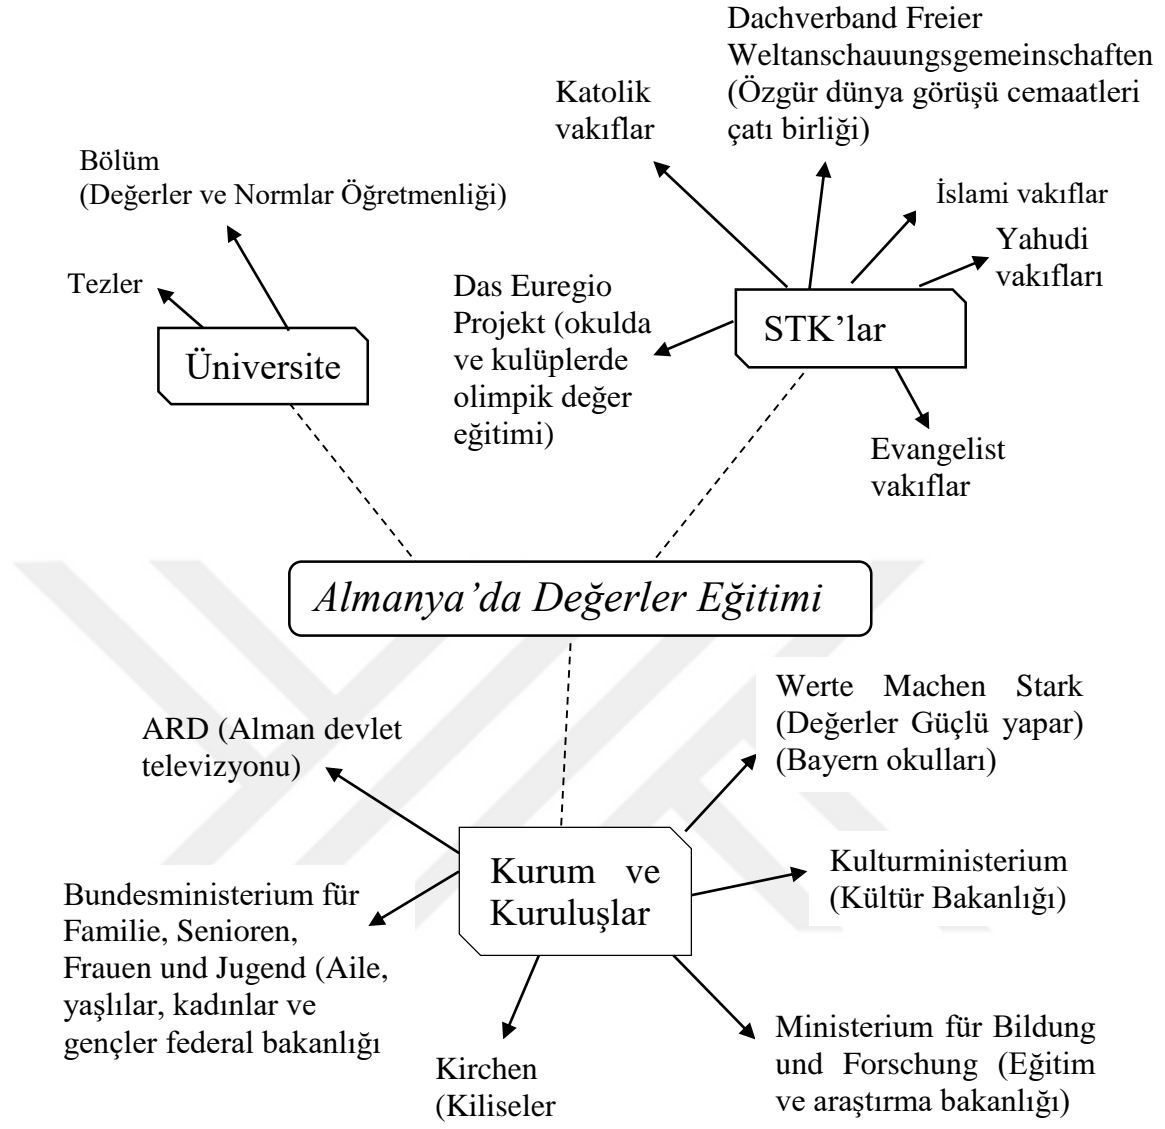 Dachverband Freier
Weltanschauungsgemeinschaften
(Özgür dünya görüşü cemaatleri
çatı birliği)
Katolik
vakıflar
Bölüm
(Değerler ve Normlar Öğretmenliği)
İslami vakıflar
Yahudi
vakıfları
Tezler
Das Euregio
Projekt (okulda
ve kulüplerde
olimpik değer
eğitimi)
STK’lar
Üniversite
Evangelist
vakıflar
Almanya’da Değerler Eğitimi
Werte Machen Stark
(Değerler Güçlü yapar)
(Bayern okulları)
ARD (Alman devlet
televizyonu)
Kurum ve
Kuruluşlar
Kulturministerium
(Kültür Bakanlığı)
Bundesministerium für
Familie, Senioren,
Frauen und Jugend (Aile,
yaşlılar, kadınlar ve
gençler federal bakanlığı
Kirchen
(Kiliseler
Ministerium für Bildung
und Forschung (Eğitim
ve araştırma bakanlığı)